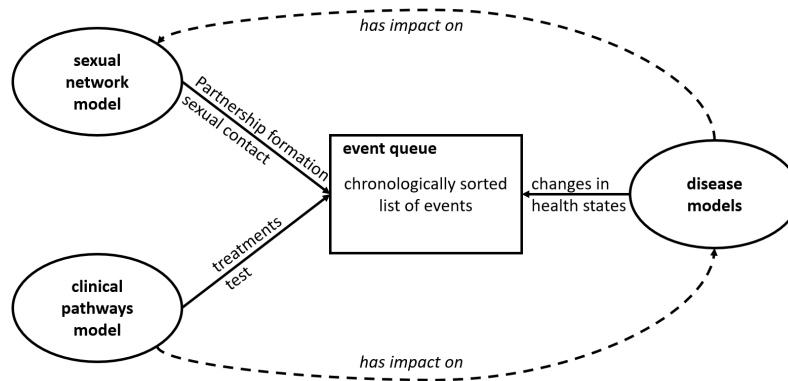 has impact on
sexual
network
model
Partnership formation
sexual contact
event queue
chronologically sorted
list of events
changes in
health states
disease
models
treatments
test
clinical
pathways
model
has impact on